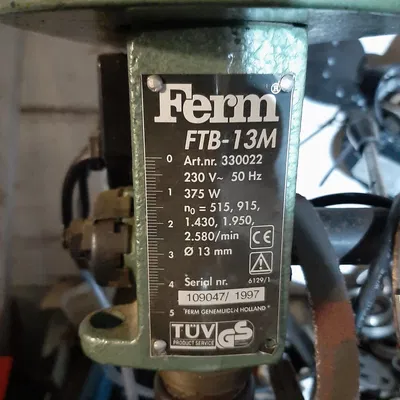 Ferm®
FTB-13M
0 Art.nr. 330022
230 V~ 50 Hz
1 375 W
n₀ = 515, 915,
2 1.430, 1.950,
2.580/min
3 Ø 13 mm
CE
4 Serial nr. 6129/1
109047/ 1997
5 FERM GENEMUIDEN HOLLAND
TÜV
PRODUCT SERVICE
GS